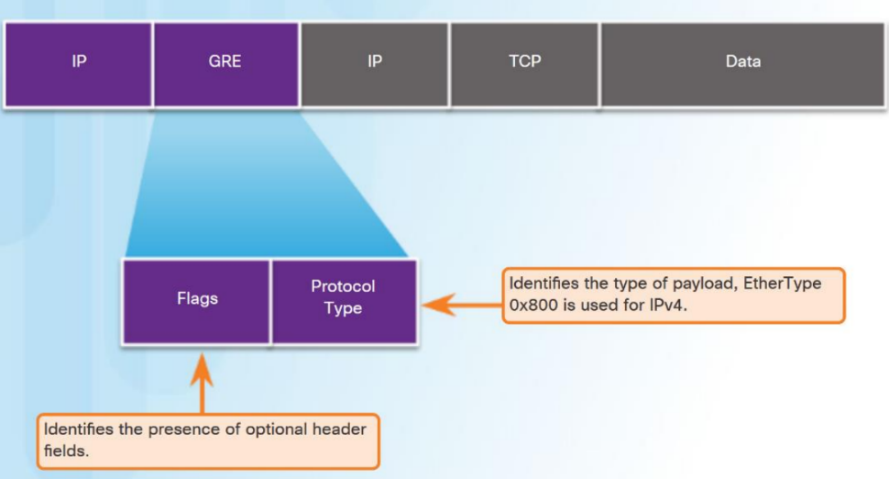 IP
GRE
IP
TCP
Data
Flags
Protocol
Type
Identifies the type of payload, EtherType
0x800 is used for IPv4.
Identifies the presence of optional header
fields.